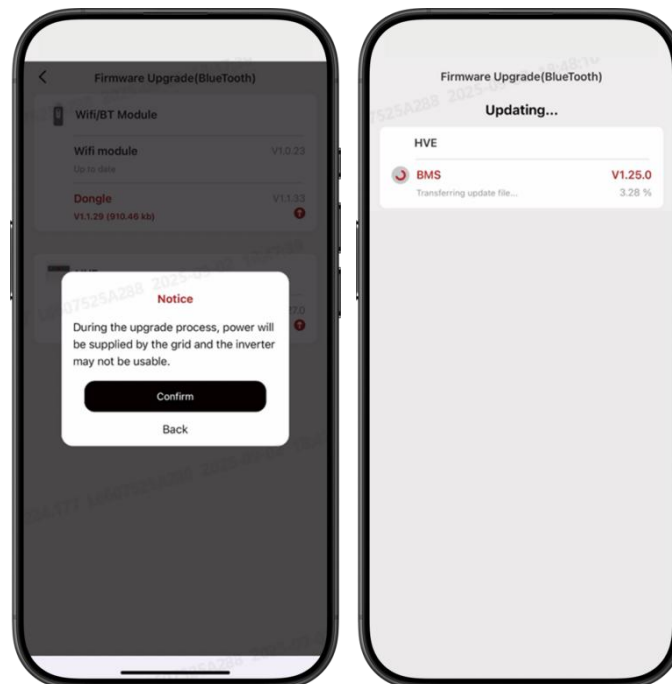 Firmware Upgrade(BlueTooth)
Wifi/BT Module
Wifi module V1.0.23
Up to date
Dongle V1.1.33
V1.1.29 (910.46 kb)
Notice
During the upgrade process, power will
be supplied by the grid and the inverter
may not be usable.
Confirm
Back
Firmware Upgrade(BlueTooth)
Updating...
HVE
BMS V1.25.0
Transferring update file... 3.28 %